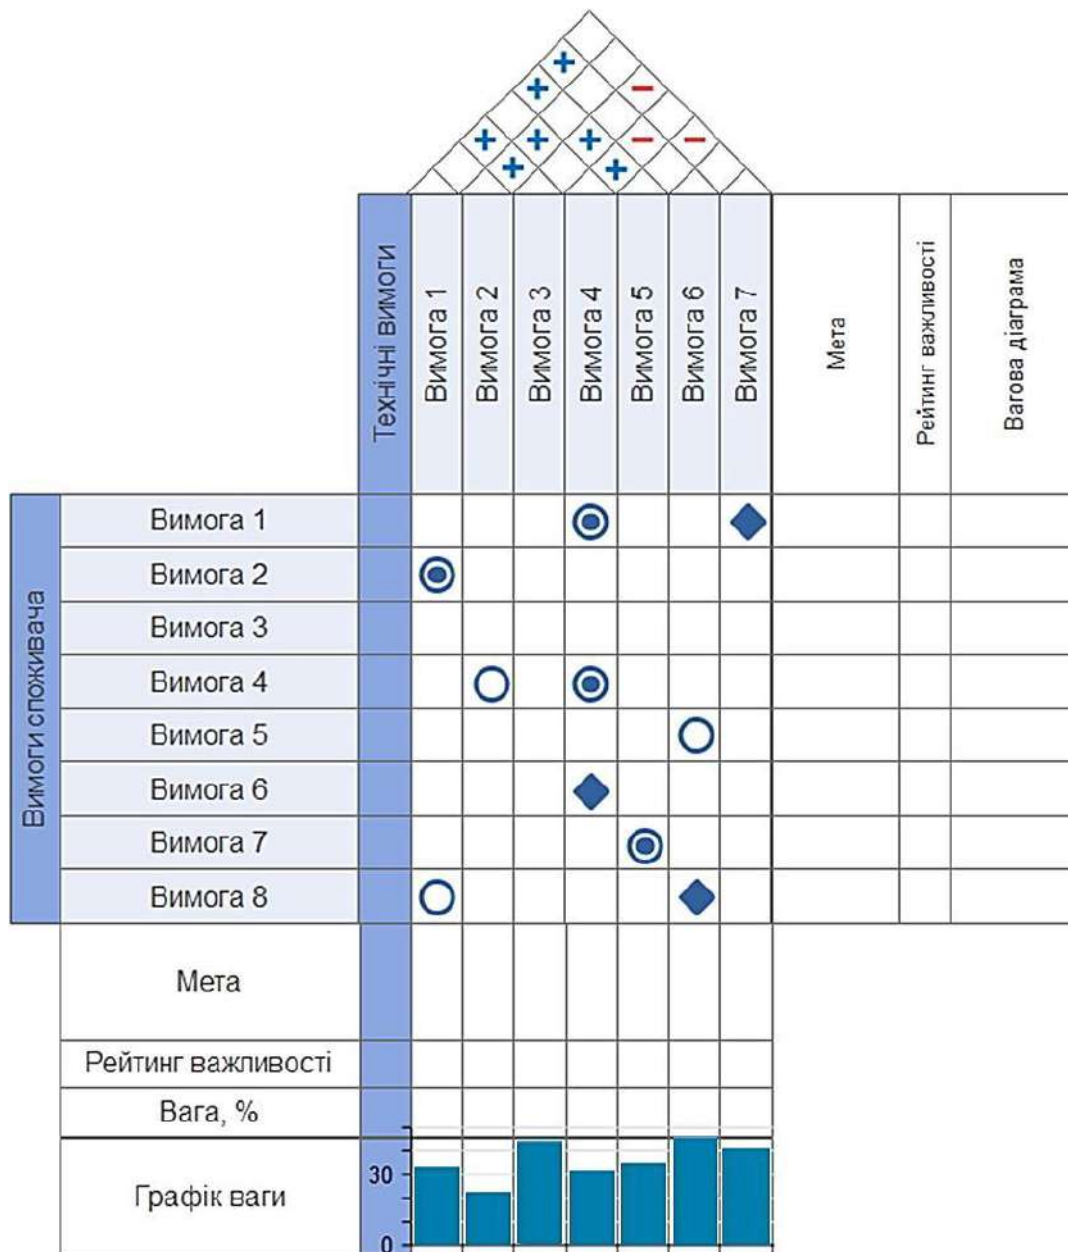 Технічні вимоги
Вимога 1
Вимога 2
Вимога 3
Вимога 4
Вимога 5
Вимога 6
Вимога 7
Мета
Рейтинг важливості
Вагова діаграма
Вимоги споживача
Вимога 1
Вимога 2
Вимога 3
Вимога 4
Вимога 5
Вимога 6
Вимога 7
Вимога 8
Мета
Рейтинг важливості
Вага, %
Графік ваги
30
0